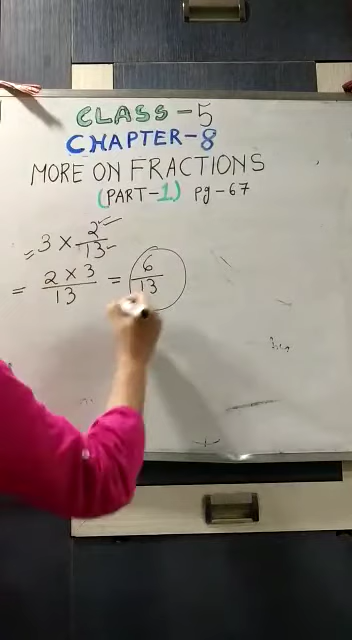 CLASS-5
CHAPTER-8
MORE ON FRACTIONS
(PART-1) Pg-67
= 3 × 2/13
= 2 × 3/13 = 6/13